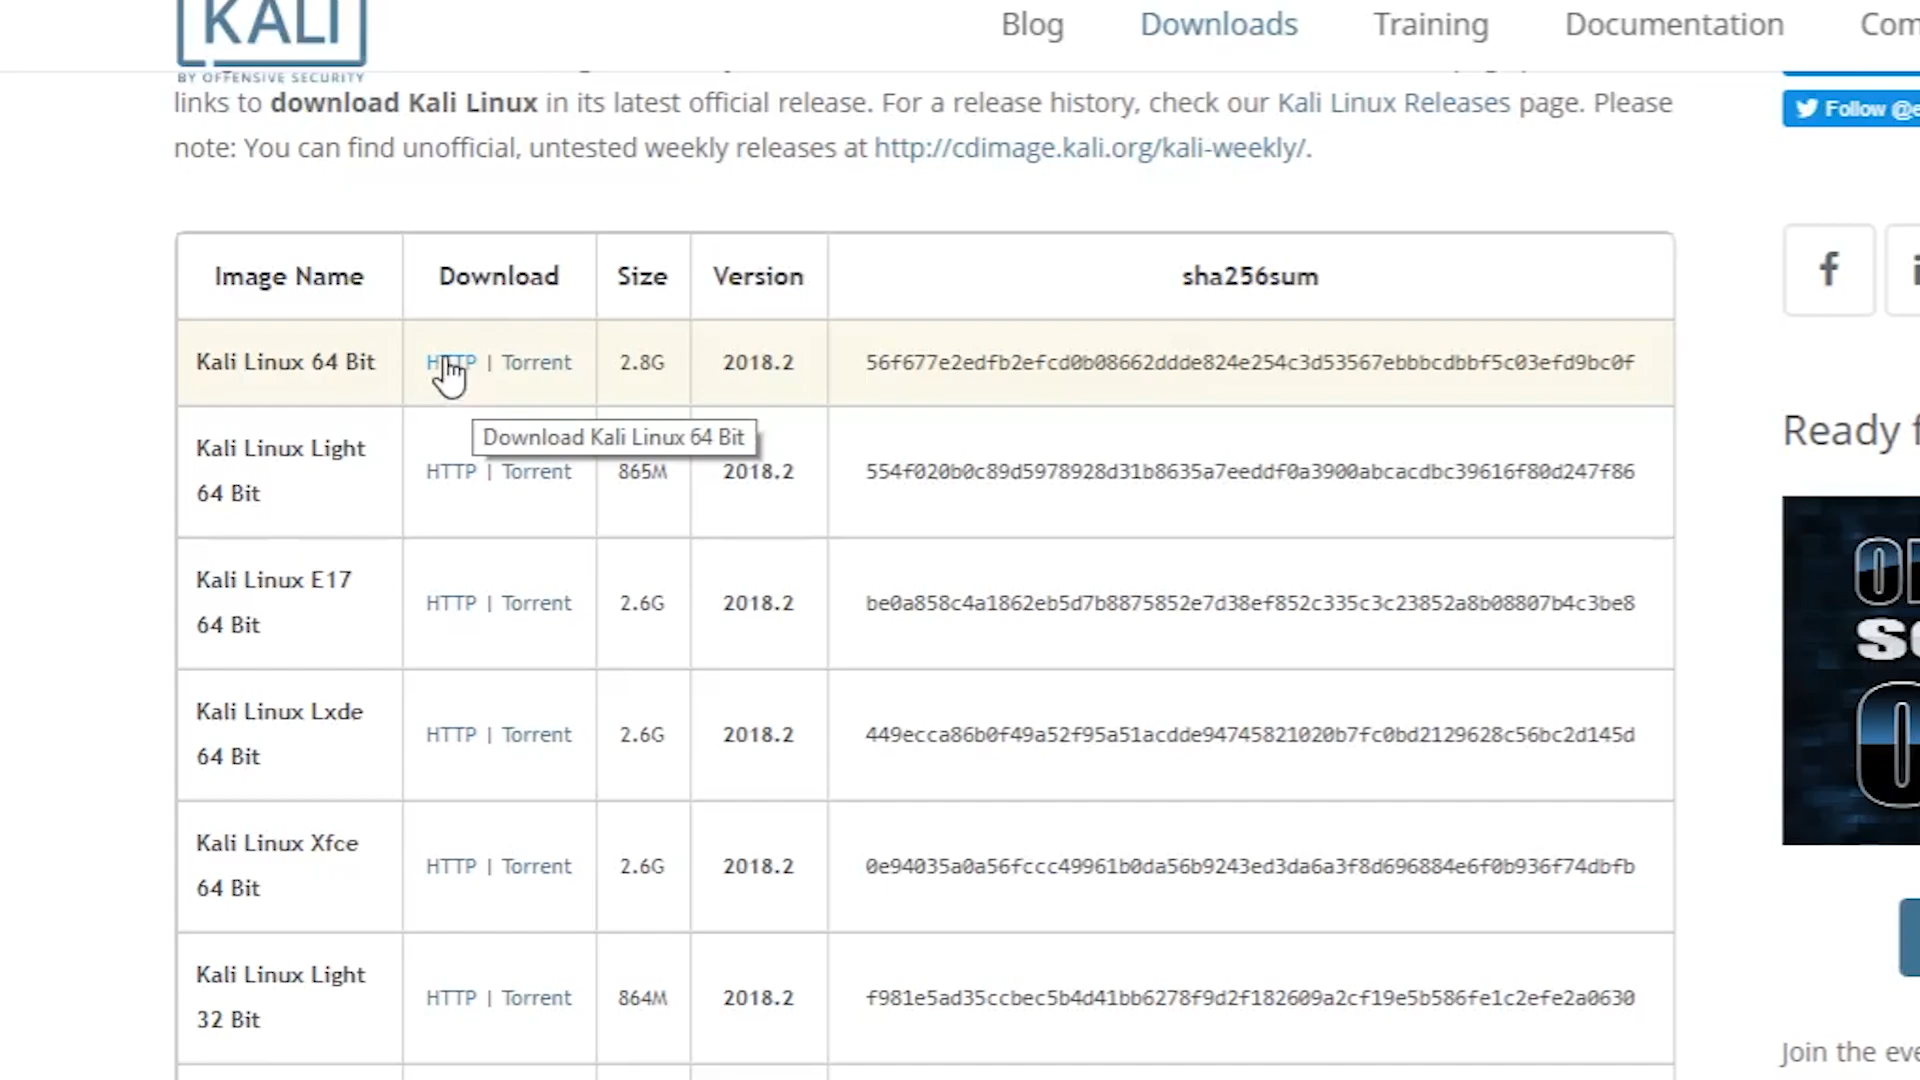 KALI
BY OFFENSIVE SECURITY
Blog
Downloads
Training
Documentation
links to download Kali Linux in its latest official release. For a release history, check our Kali Linux Releases page. Please
note: You can find unofficial, untested weekly releases at http://cdimage.kali.org/kali-weekly/.
Follow
Image Name Download Size Version sha256sum
Kali Linux 64 Bit HTTP | Torrent 2.8G 2018.2 56f677e2edfb2efcd0b08662ddde824e254c3d53567ebbbcdbbf5c03efd9bc0f
Download Kali Linux 64 Bit
Kali Linux Light
64 Bit
HTTP | Torrent 865M 2018.2 554f020b0c89d5978928d31b8635a7eeddf0a3900abcacdbc39616f80d247f86
Kali Linux E17
64 Bit
HTTP | Torrent 2.6G 2018.2 be0a858c4a1862eb5d7b8875852e7d38ef852c335c3c23852a8b08807b4c3be8
Kali Linux Lxde
64 Bit
HTTP | Torrent 2.6G 2018.2 449ecca86b0f49a52f95a51acdde94745821020b7fc0bd2129628c56bc2d145d
Kali Linux Xfce
64 Bit
HTTP | Torrent 2.6G 2018.2 0e94035a0a56fccc49961b0da56b9243ed3da6a3f8d696884e6f0b936f74dbfb
Kali Linux Light
32 Bit
HTTP | Torrent 864M 2018.2 f981e5ad35ccbec5b4d41bb6278f9d2f182609a2cf19e5b586fe1c2efe2a0630
Ready
Join the